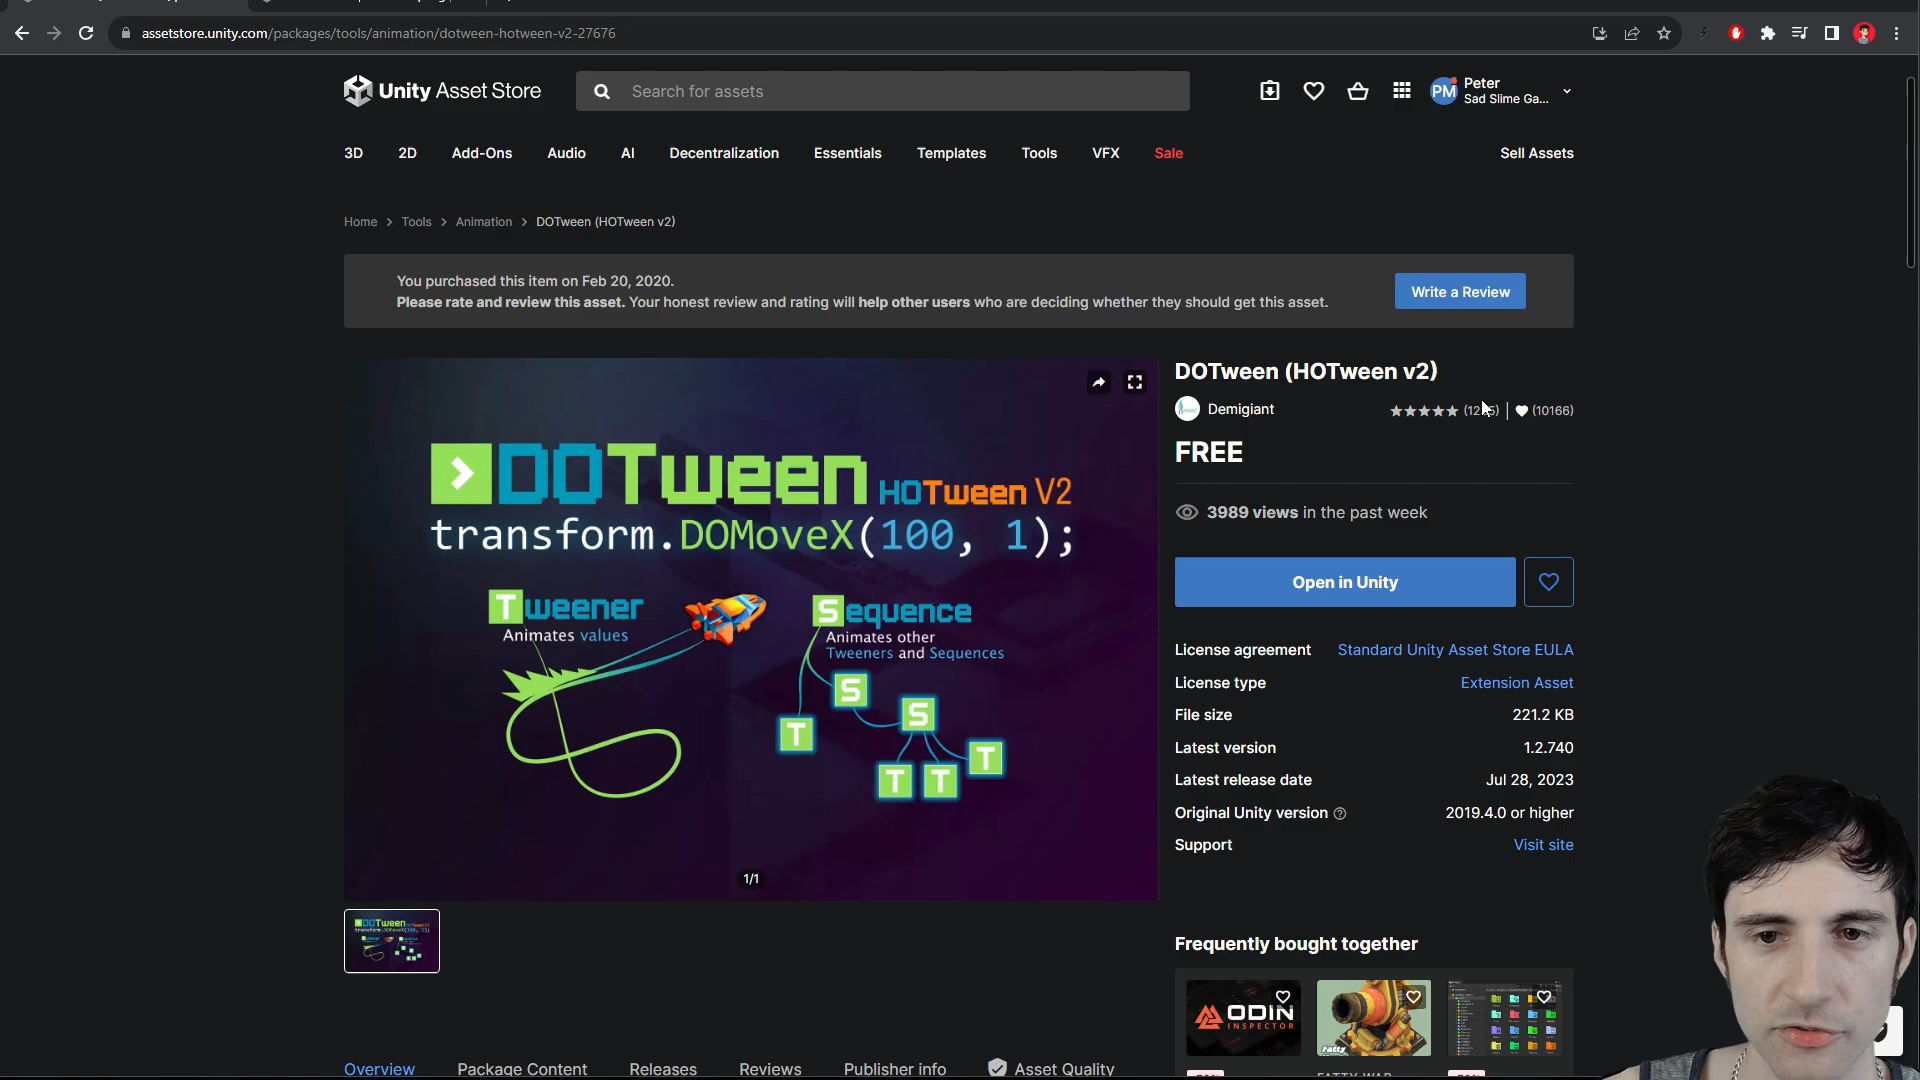 assetstore.unity.com/packages/tools/animation/dotween-hotween-v2-27676
Unity Asset Store
Search for assets
PM
Peter
Sad Slime Ga...
3D 2D Add-Ons Audio AI Decentralization Essentials Templates Tools VFX Sale Sell Assets
Home > Tools > Animation > DOTween (HOTween v2)
You purchased this item on Feb 20, 2020.
Please rate and review this asset. Your honest review and rating will help other users who are deciding whether they should get this asset.
Write a Review
DOTween HOTween V2
transform.DOMoveX(100, 1);
Tweener
Animates values
Sequence
Animates other
Tweeners and Sequences
S
S
T
T
T T
1/1
DOTween (HOTween v2)
Demigiant
(10166)
FREE
3989 views in the past week
Open in Unity
License agreement Standard Unity Asset Store EULA
License type Extension Asset
File size 221.2 KB
Latest version 1.2.740
Latest release date Jul 28, 2023
Original Unity version 2019.4.0 or higher
Support Visit site
DOTween
Frequently bought together
ODIN
INSPECTOR
Fatty
Overview Package Content Releases Reviews Publisher info Asset Quality